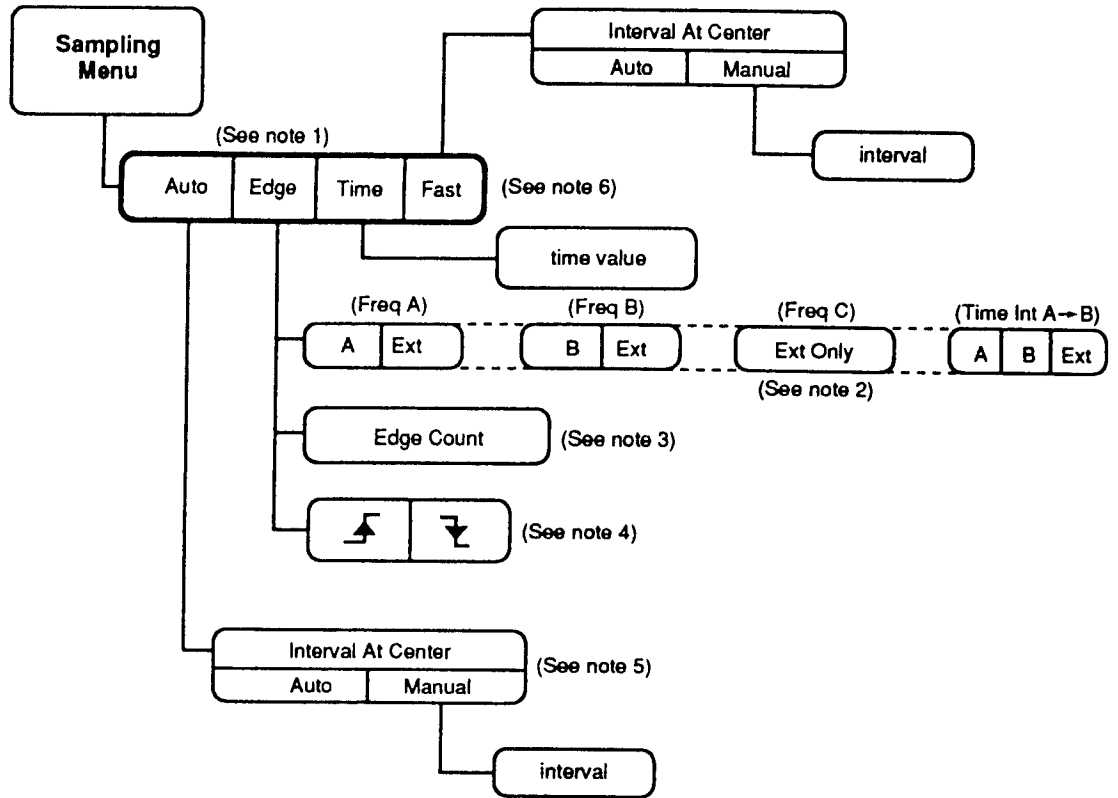 Sampling
Menu
Interval At Center
Auto Manual
interval
(See note 1)
Auto Edge Time Fast
(See note 6)
time value
(Freq A) (Freq B) (Freq C) (Time Int A→B)
A Ext B Ext Ext Only A B Ext
(See note 2)
Edge Count (See note 3)
(See note 4)
Interval At Center
(See note 5)
Auto Manual
interval